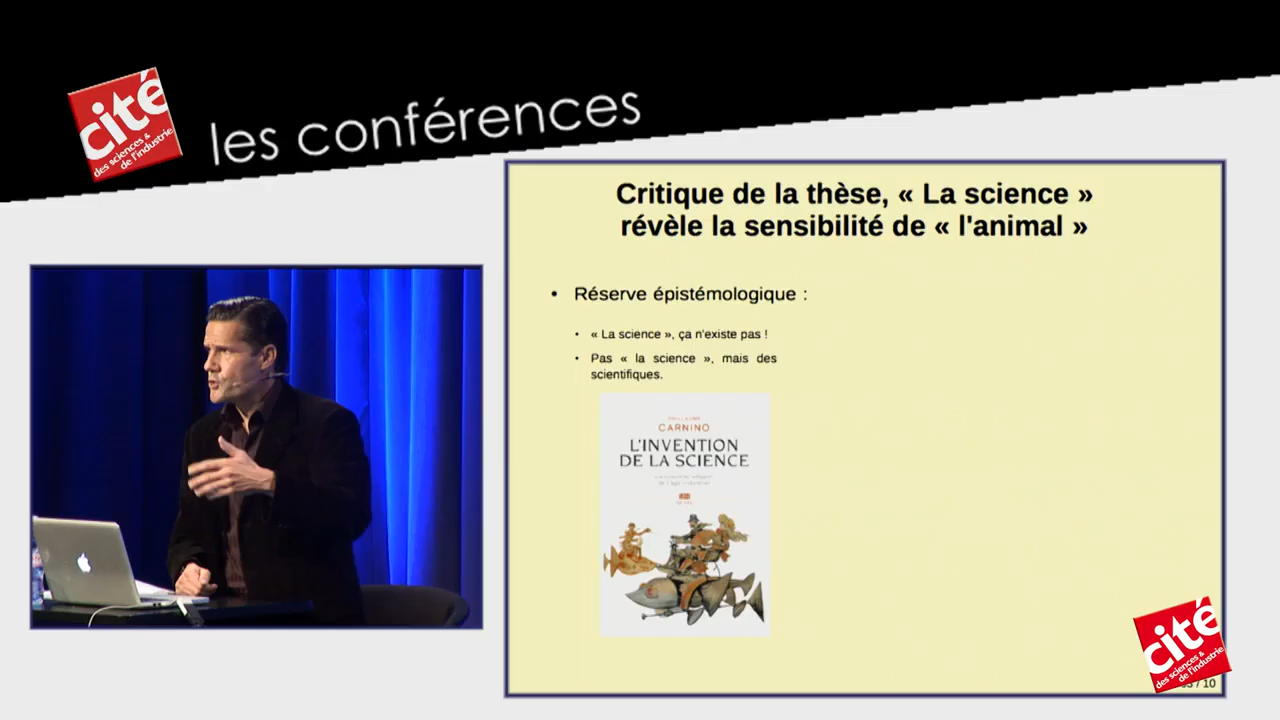 cité
des sciences &
de l'industrie
les conférences
Critique de la thèse, « La science »
révèle la sensibilité de « l'animal »
• Réserve épistémologique :
• « La science », ça n'existe pas !
• Pas « la science », mais des
scientifiques.
CARNINO
L'INVENTION
DE LA SCIENCE
cité
des sciences &
de l'industrie
/ 10